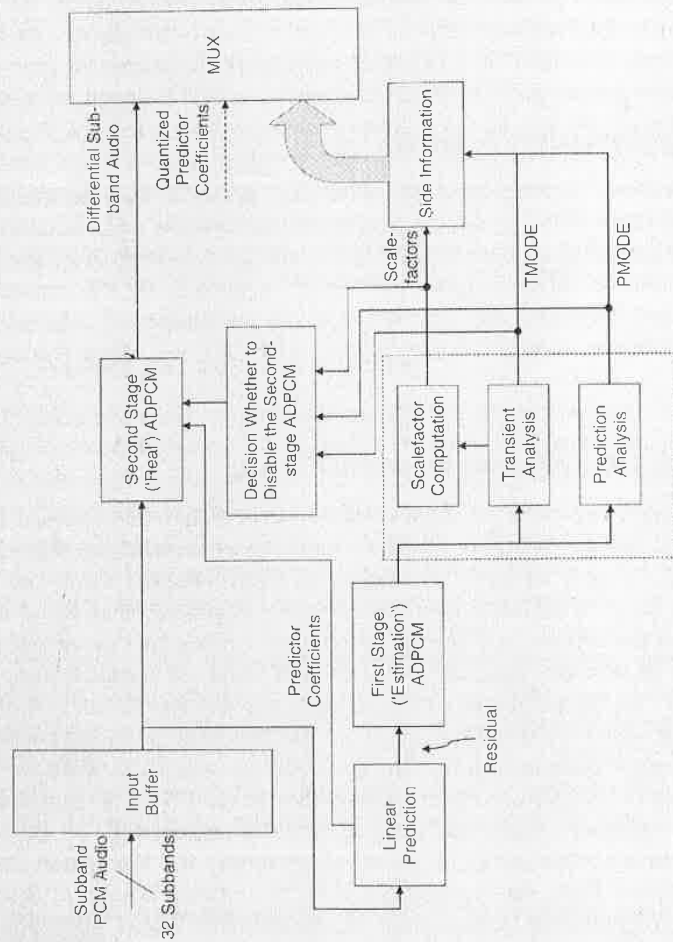 Subband
PCM Audio
32 Subbands
Input
Buffer
Linear
Prediction
Residual
Predictor
Coefficients
First Stage
('Estimation')
ADPCM
Second Stage
('Real') ADPCM
Decision Whether to
Disable the Second-
stage ADPCM
Scalefactor
Computation
Transient
Analysis
Prediction
Analysis
Scale-
factors
TMODE
PMODE
Side Information
Differential Sub-
band Audio
Quantized
Predictor
Coefficients
MUX